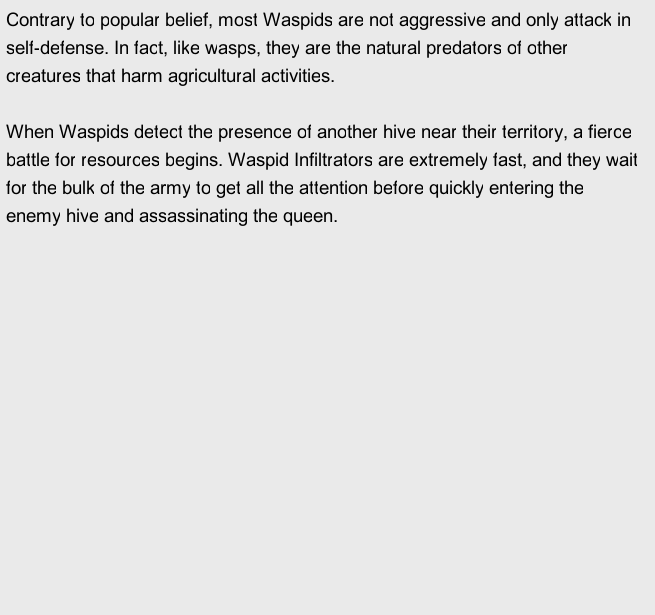 Contrary to popular belief, most Waspids are not aggressive and only attack in
self-defense. In fact, like wasps, they are the natural predators of other
creatures that harm agricultural activities.
When Waspids detect the presence of another hive near their territory, a fierce
battle for resources begins. Waspid Infiltrators are extremely fast, and they wait
for the bulk of the army to get all the attention before quickly entering the
enemy hive and assassinating the queen.